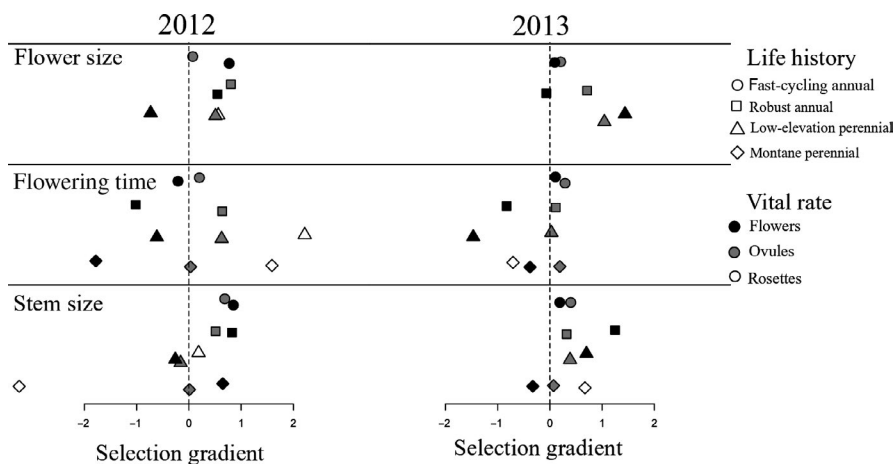 2012
2013
Flower size
Life history
Fast-cycling annual
Robust annual
Low-elevation perennial
Montane perennial
Flowering time
Vital rate
Flowers
Ovules
Rosettes
Stem size
−2 −1 0 1 2
−2 −1 0 1 2
Selection gradient
Selection gradient